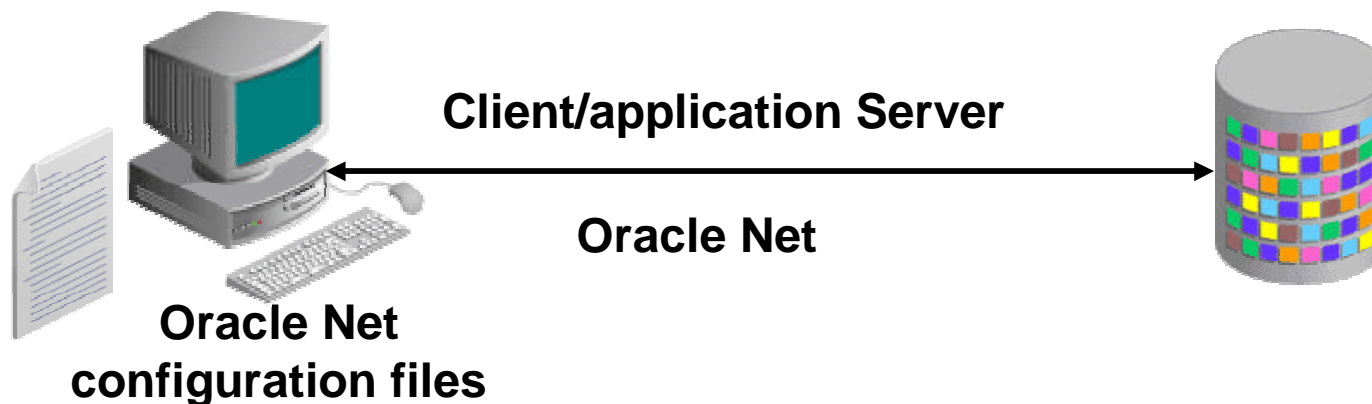 Client/application Server
Oracle Net
Oracle Net
configuration files